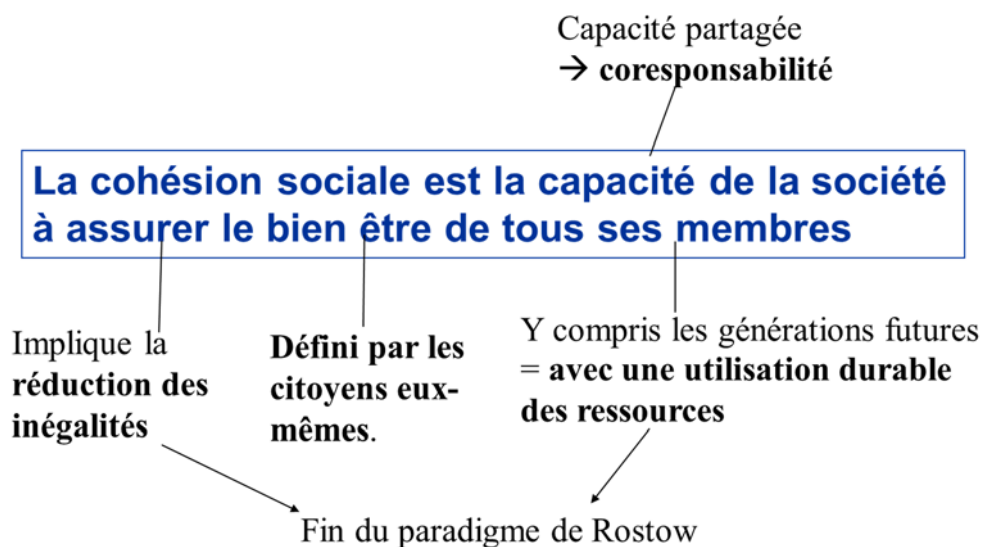 Capacité partagée
→ coresponsabilité
La cohésion sociale est la capacité de la société
à assurer le bien être de tous ses membres
Implique la
réduction des
inégalités
Défini par les
citoyens eux-
mêmes.
Y compris les générations futures
= avec une utilisation durable
des ressources
Fin du paradigme de Rostow